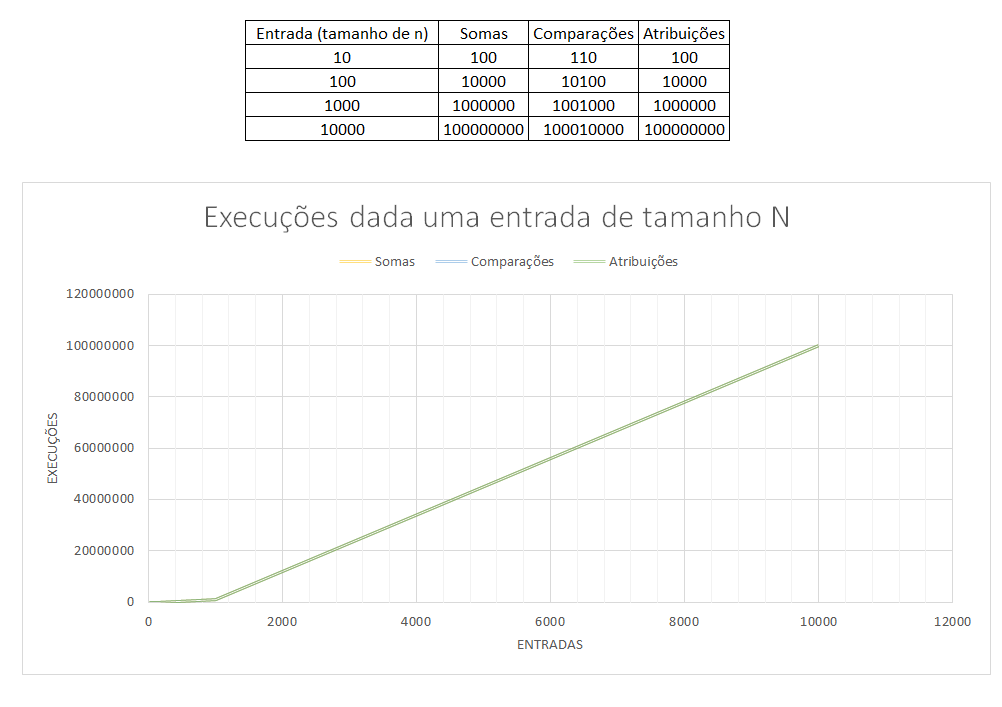 Entrada (tamanho de n) Somas Comparações Atribuições
10 100 110 100
100 10000 10100 10000
1000 1000000 1001000 1000000
10000 100000000 100010000 100000000
Execuções dada uma entrada de tamanho N
Somas Comparações Atribuições
120000000
100000000
80000000
60000000
40000000
20000000
0
EXECUÇÕES
0 2000 4000 6000 8000 10000 12000
ENTRADAS